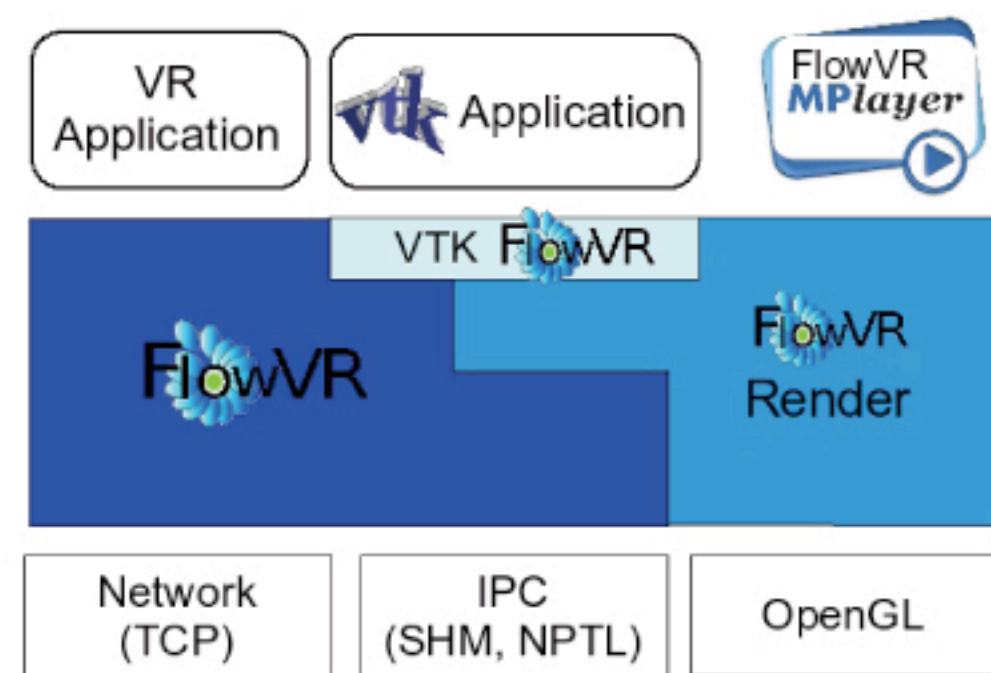 VR
Application
vtk Application
FlowVR
MPlayer
VTK FlowVR
FlowVR
FlowVR
Render
Network
(TCP)
IPC
(SHM, NPTL)
OpenGL